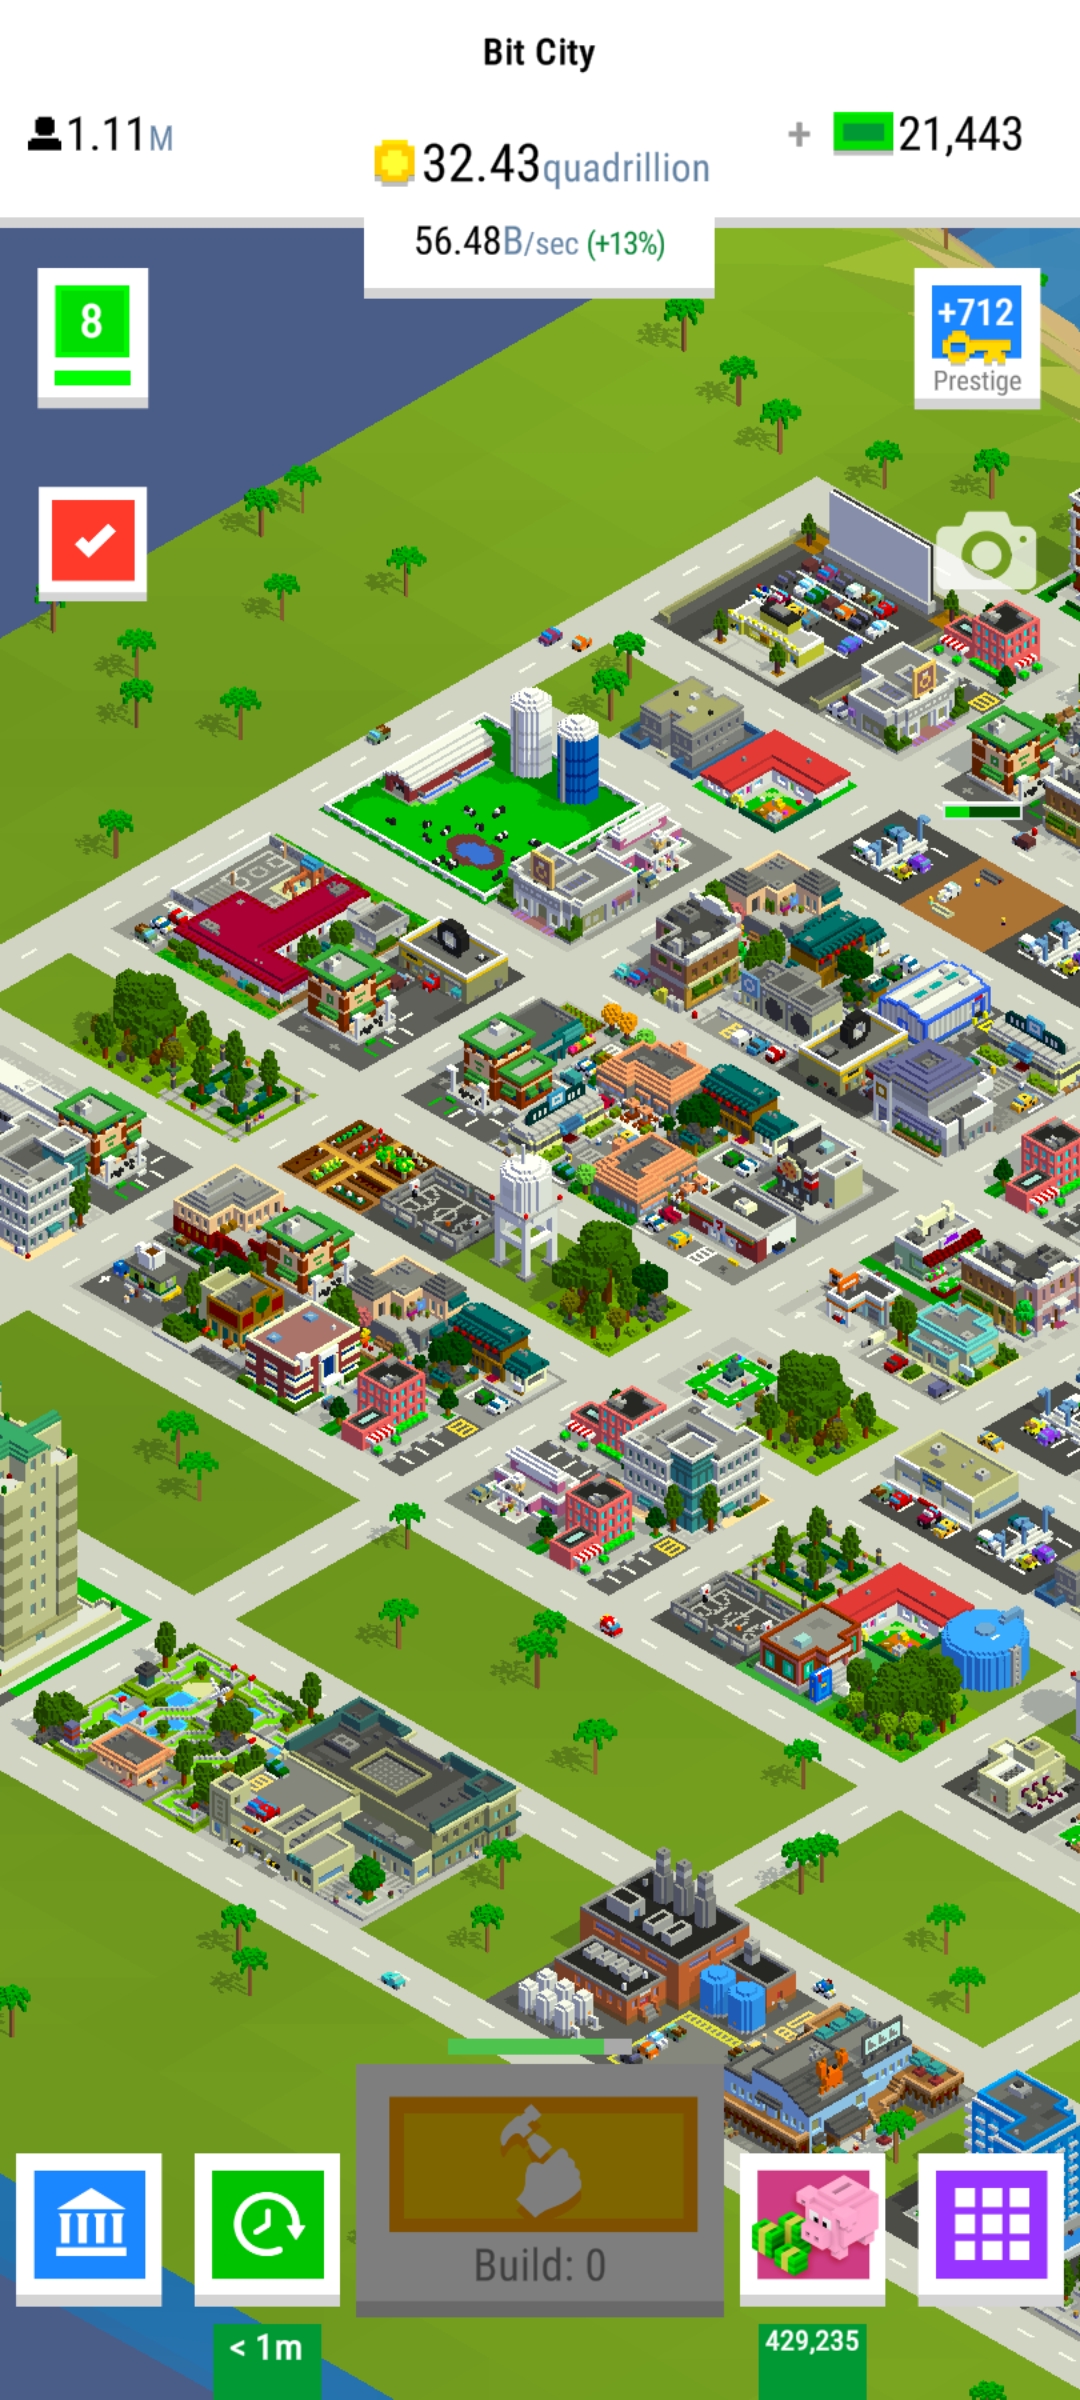 Bit City
1.11M
32.43quadrillion
+ 21,443
56.48B/sec (+13%)
8
+712
Prestige
Build: 0
< 1m
429,235